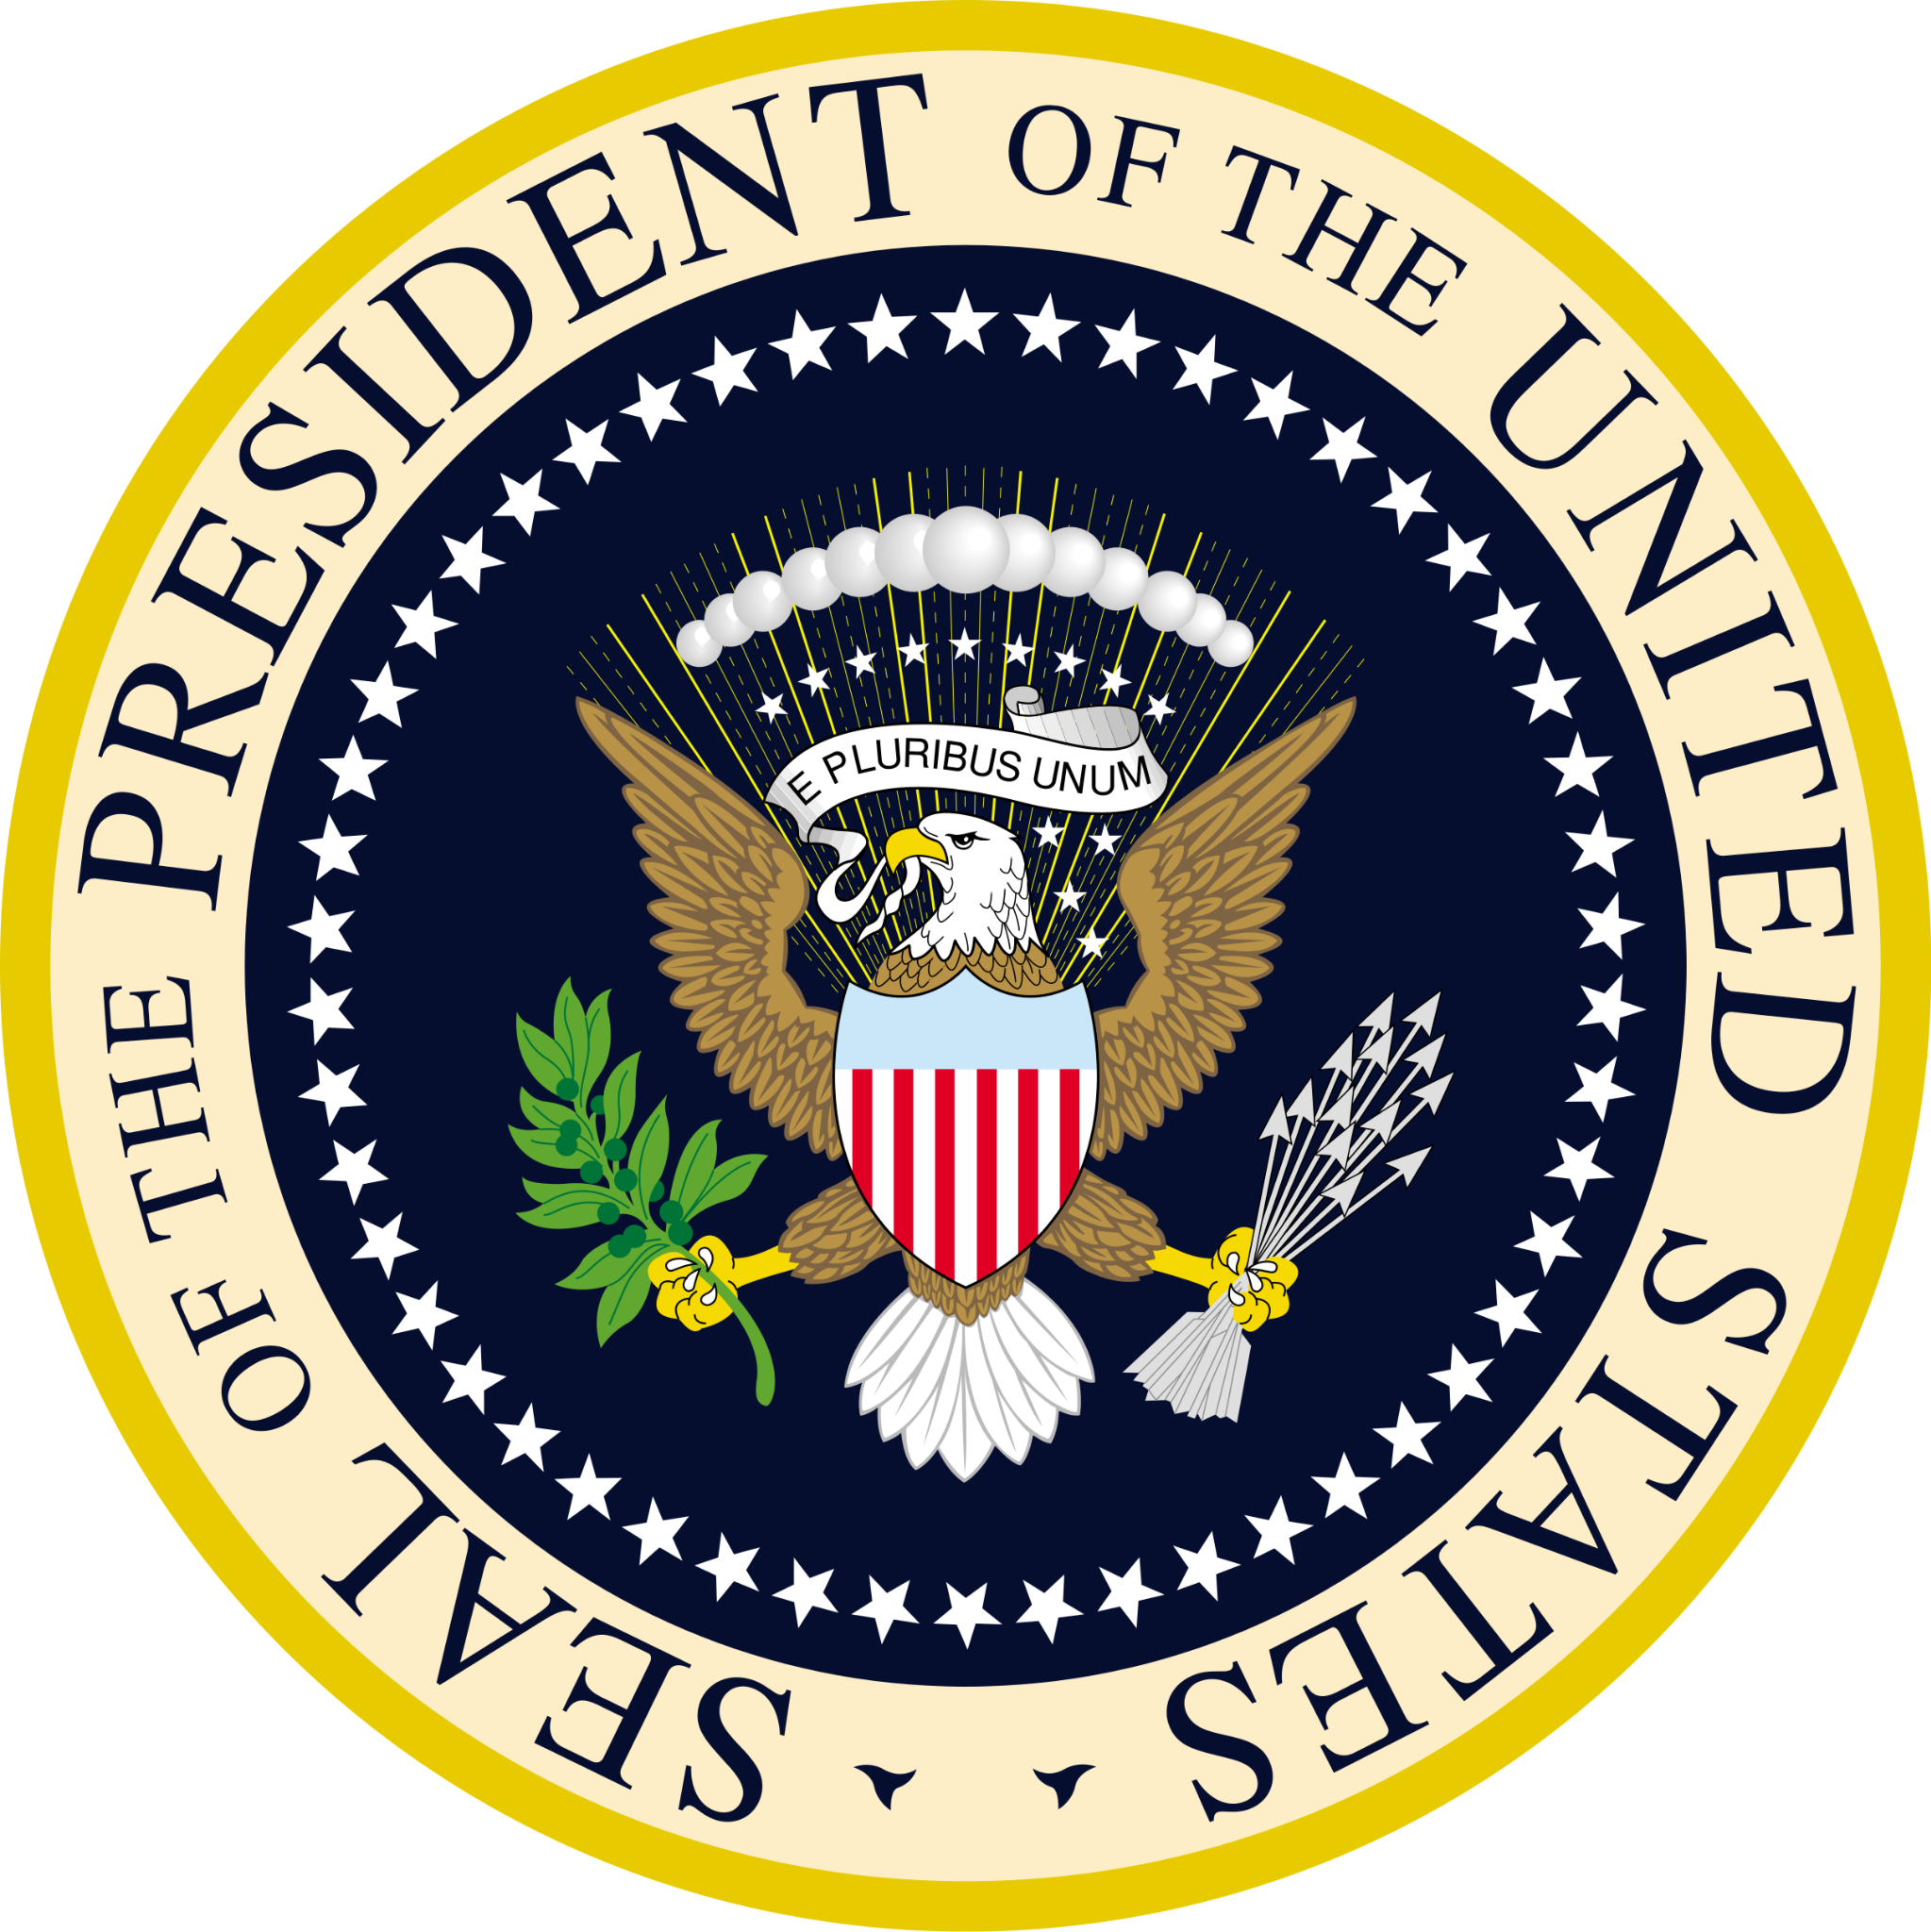 SEAL OF THE PRESIDENT OF THE UNITED STATES
E PLURIBUS UNUM